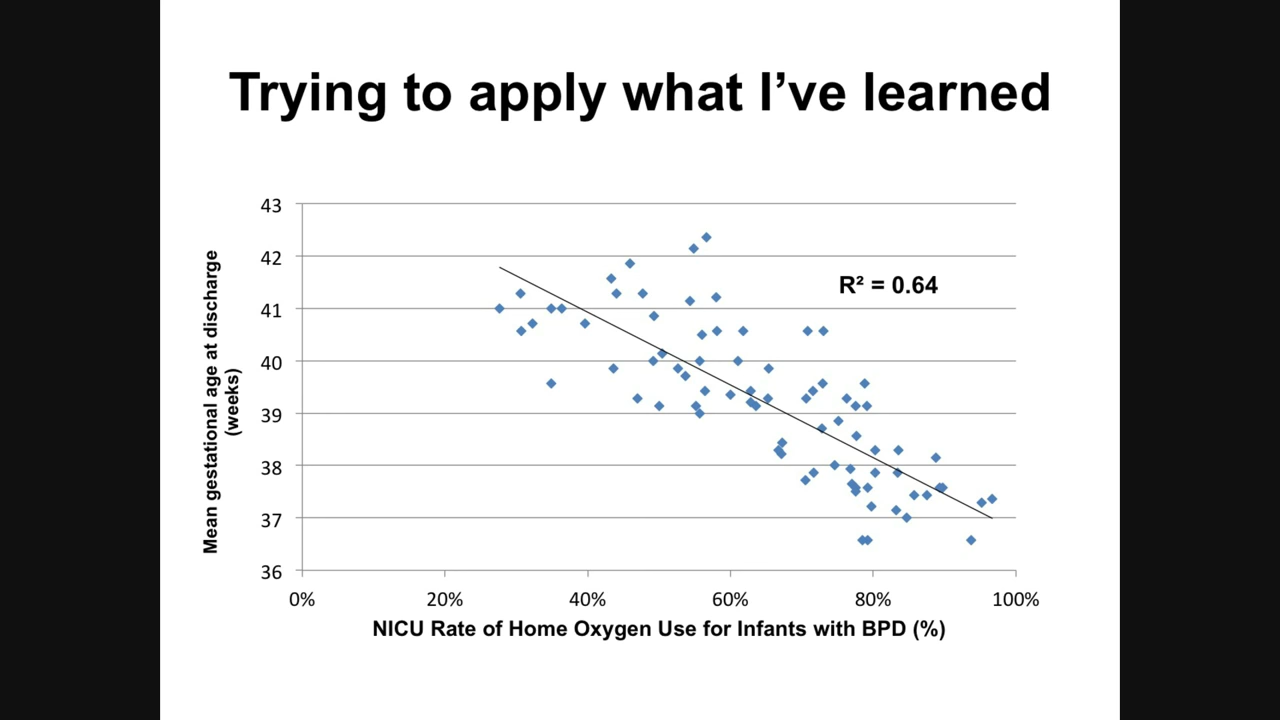 Trying to apply what I’ve learned
43
42
41
40
39
38
37
36
Mean gestational age at discharge
(weeks)
R² = 0.64
0% 20% 40% 60% 80% 100%
NICU Rate of Home Oxygen Use for Infants with BPD (%)